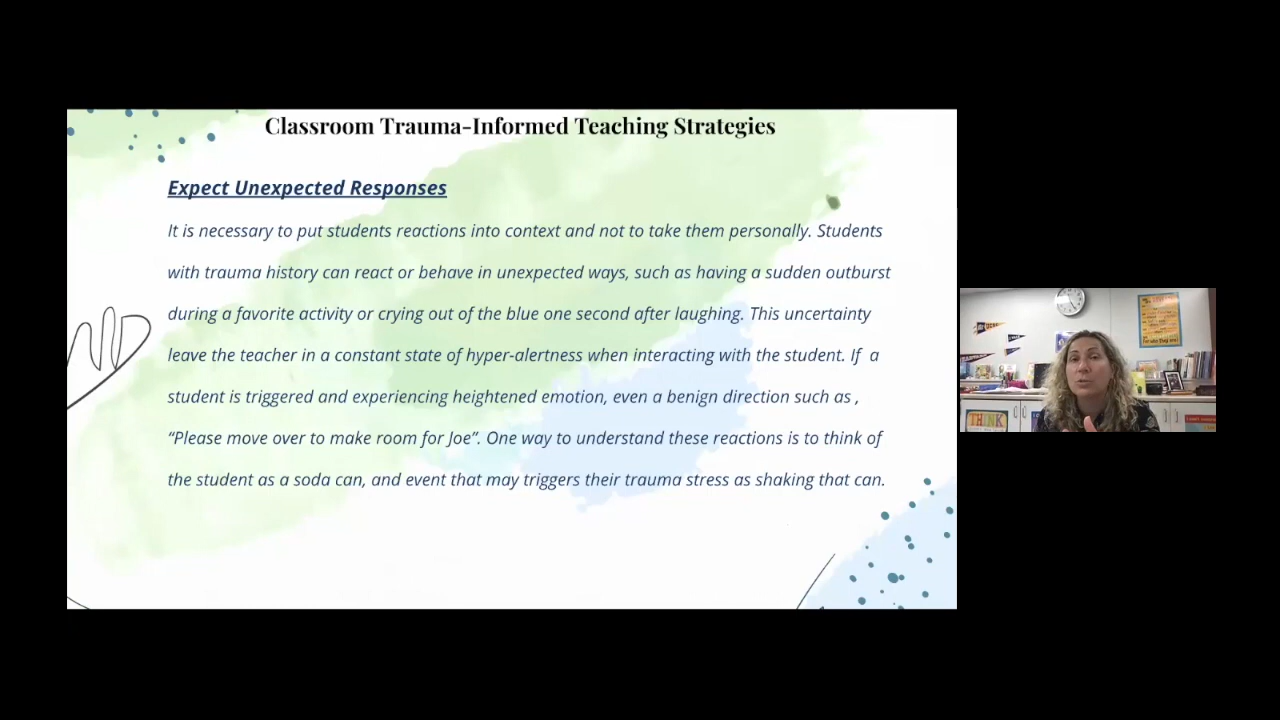 Classroom Trauma-Informed Teaching Strategies
Expect Unexpected Responses
It is necessary to put students reactions into context and not to take them personally. Students
with trauma history can react or behave in unexpected ways, such as having a sudden outburst
during a favorite activity or crying out of the blue one second after laughing. This uncertainty
leave the teacher in a constant state of hyper-alertness when interacting with the student. If a
student is triggered and experiencing heightened emotion, even a benign direction such as ,
“Please move over to make room for Joe”. One way to understand these reactions is to think of
the student as a soda can, and event that may triggers their trauma stress as shaking that can.
THINK